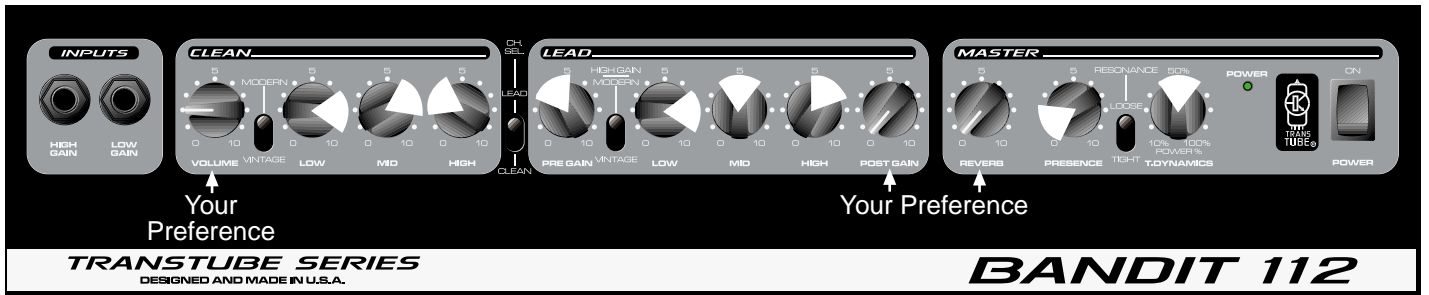 INPUTS
HIGH GAIN
LOW GAIN
CLEAN
5
0 10
VOLUME
MODERN
VINTAGE
5
0 10
LOW
5
0 10
MID
5
0 10
HIGH
CH. SEL.
LEAD
CLEAN
LEAD
5
0 10
PRE GAIN
HIGH GAIN
MODERN
VINTAGE
5
0 10
LOW
5
0 10
MID
5
0 10
HIGH
5
0 10
POST GAIN
MASTER
5
0 10
REVERB
5
0 10
PRESENCE
RESONANCE
LOOSE
TIGHT
50%
10% 100%
POWER %
T.DYNAMICS
POWER
TRANS
TUBE®
ON
POWER
Your
Preference
Your Preference
TRANSTUBE SERIES
DESIGNED AND MADE IN U.S.A.
BANDIT 112